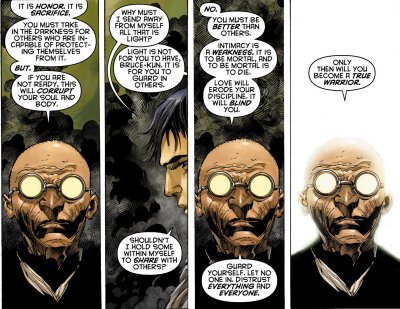 IT IS HONOR. IT IS
SACRIFICE.
YOU MUST TAKE
IN THE DARKNESS FOR
OTHERS WHO ARE IN-
CAPABLE OF PROTECT-
ING THEMSELVES
FROM IT.
BUT.
IF YOU ARE
NOT READY, THIS
WILL CORRUPT
YOUR SOUL AND
BODY.
WHY MUST
I SEND AWAY
FROM MYSELF
ALL THAT IS
LIGHT?
LIGHT IS NOT
FOR YOU TO HAVE,
BRUCE-KUN. IT IS
FOR YOU TO
GUARD IN
OTHERS.
SHOULDN'T
I HOLD SOME
WITHIN MYSELF
TO SHARE WITH
OTHERS?
NO.
YOU MUST BE
BETTER THAN
OTHERS.
INTIMACY IS
A WEAKNESS. IT IS
TO BE MORTAL, AND
TO BE MORTAL IS
TO DIE.
LOVE WILL
ERODE YOUR
DISCIPLINE. IT
WILL BLIND
YOU.
GUARD
YOURSELF. LET
NO ONE IN. DISTRUST
EVERYTHING AND
EVERYONE.
ONLY
THEN WILL YOU
BECOME A TRUE
WARRIOR.